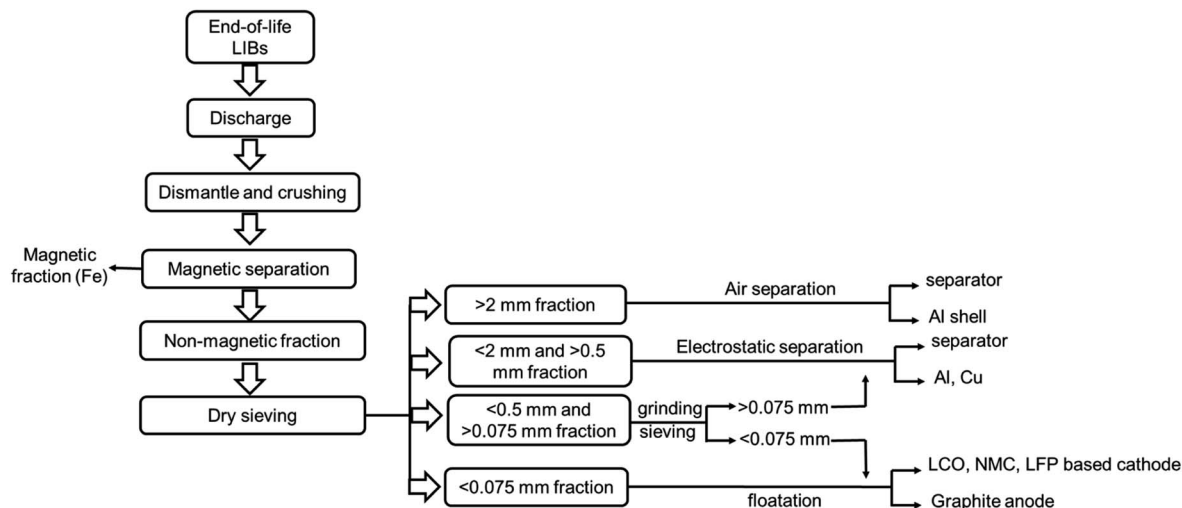 End-of-life
LIBs
Discharge
Dismantle and crushing
Magnetic
fraction (Fe)
Magnetic separation
Non-magnetic fraction
Dry sieving
>2 mm fraction
Air separation
separator
Al shell
<2 mm and >0.5
mm fraction
Electrostatic separation
separator
Al, Cu
<0.5 mm and
>0.075 mm fraction
grinding
sieving
>0.075 mm
<0.075 mm
<0.075 mm fraction
floatation
LCO, NMC, LFP based cathode
Graphite anode